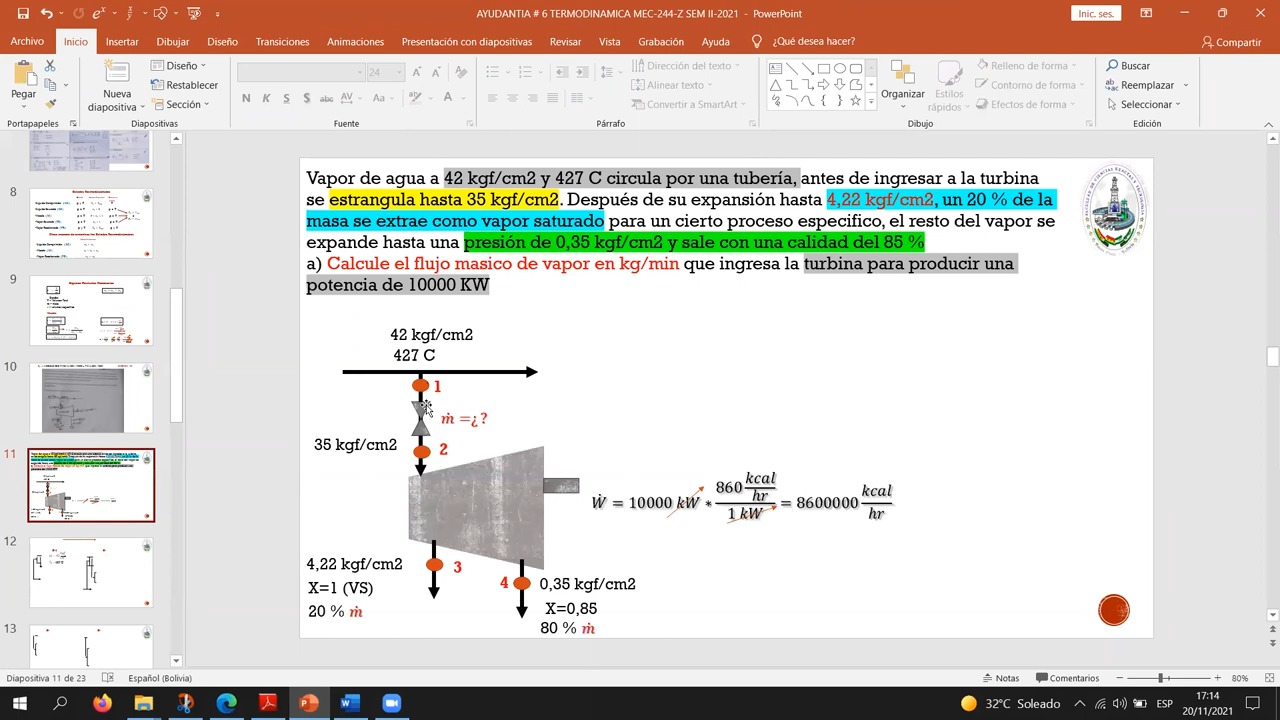 AYUDANTIA # 6 TERMODINAMICA MEC-244-Z SEM II-2021 - PowerPoint
Inic. ses.
Archivo Inicio Insertar Dibujar Diseño Transiciones Animaciones Presentación con diapositivas Revisar Vista Grabación Ayuda ¿Qué desea hacer? Compartir
Pegar
Nueva diapositiva
Diseño
Restablecer
Sección
24
N K S S abc AV Aa A
Dirección del texto
Alinear texto
Convertir a SmartArt
Organizar
Estilos rápidos
Relleno de forma
Contorno de forma
Efectos de forma
Buscar
Reemplazar
Seleccionar
Portapapeles Diapositivas Fuente Párrafo Dibujo Edición
8
9
10
11
12
13
Vapor de agua a 42 kgf/cm2 y 427 C circula por una tubería. antes de ingresar a la turbina
se estrangula hasta 35 kgf/cm2. Después de su expansión hasta 4,22 kgf/cm2, un 20 % de la
masa se extrae como vapor saturado para un cierto proceso especifico, el resto del vapor se
expande hasta una presión de 0,35 kgf/cm2 y sale con una calidad del 85 %
a) Calcule el flujo masico de vapor en kg/min que ingresa la turbina para producir una
potencia de 10000 KW
42 kgf/cm2
427 C
1
ṁ =¿?
35 kgf/cm2
2
Ẇ = 10000 kW * 860 kcal/hr / 1 kW = 8600000 kcal/hr
4,22 kgf/cm2
3
X=1 (VS)
20 % ṁ
4
0,35 kgf/cm2
X=0,85
80 % ṁ
Diapositiva 11 de 23 Español (Bolivia) Notas Comentarios 80%
32°C Soleado ESP 17:14
20/11/2021